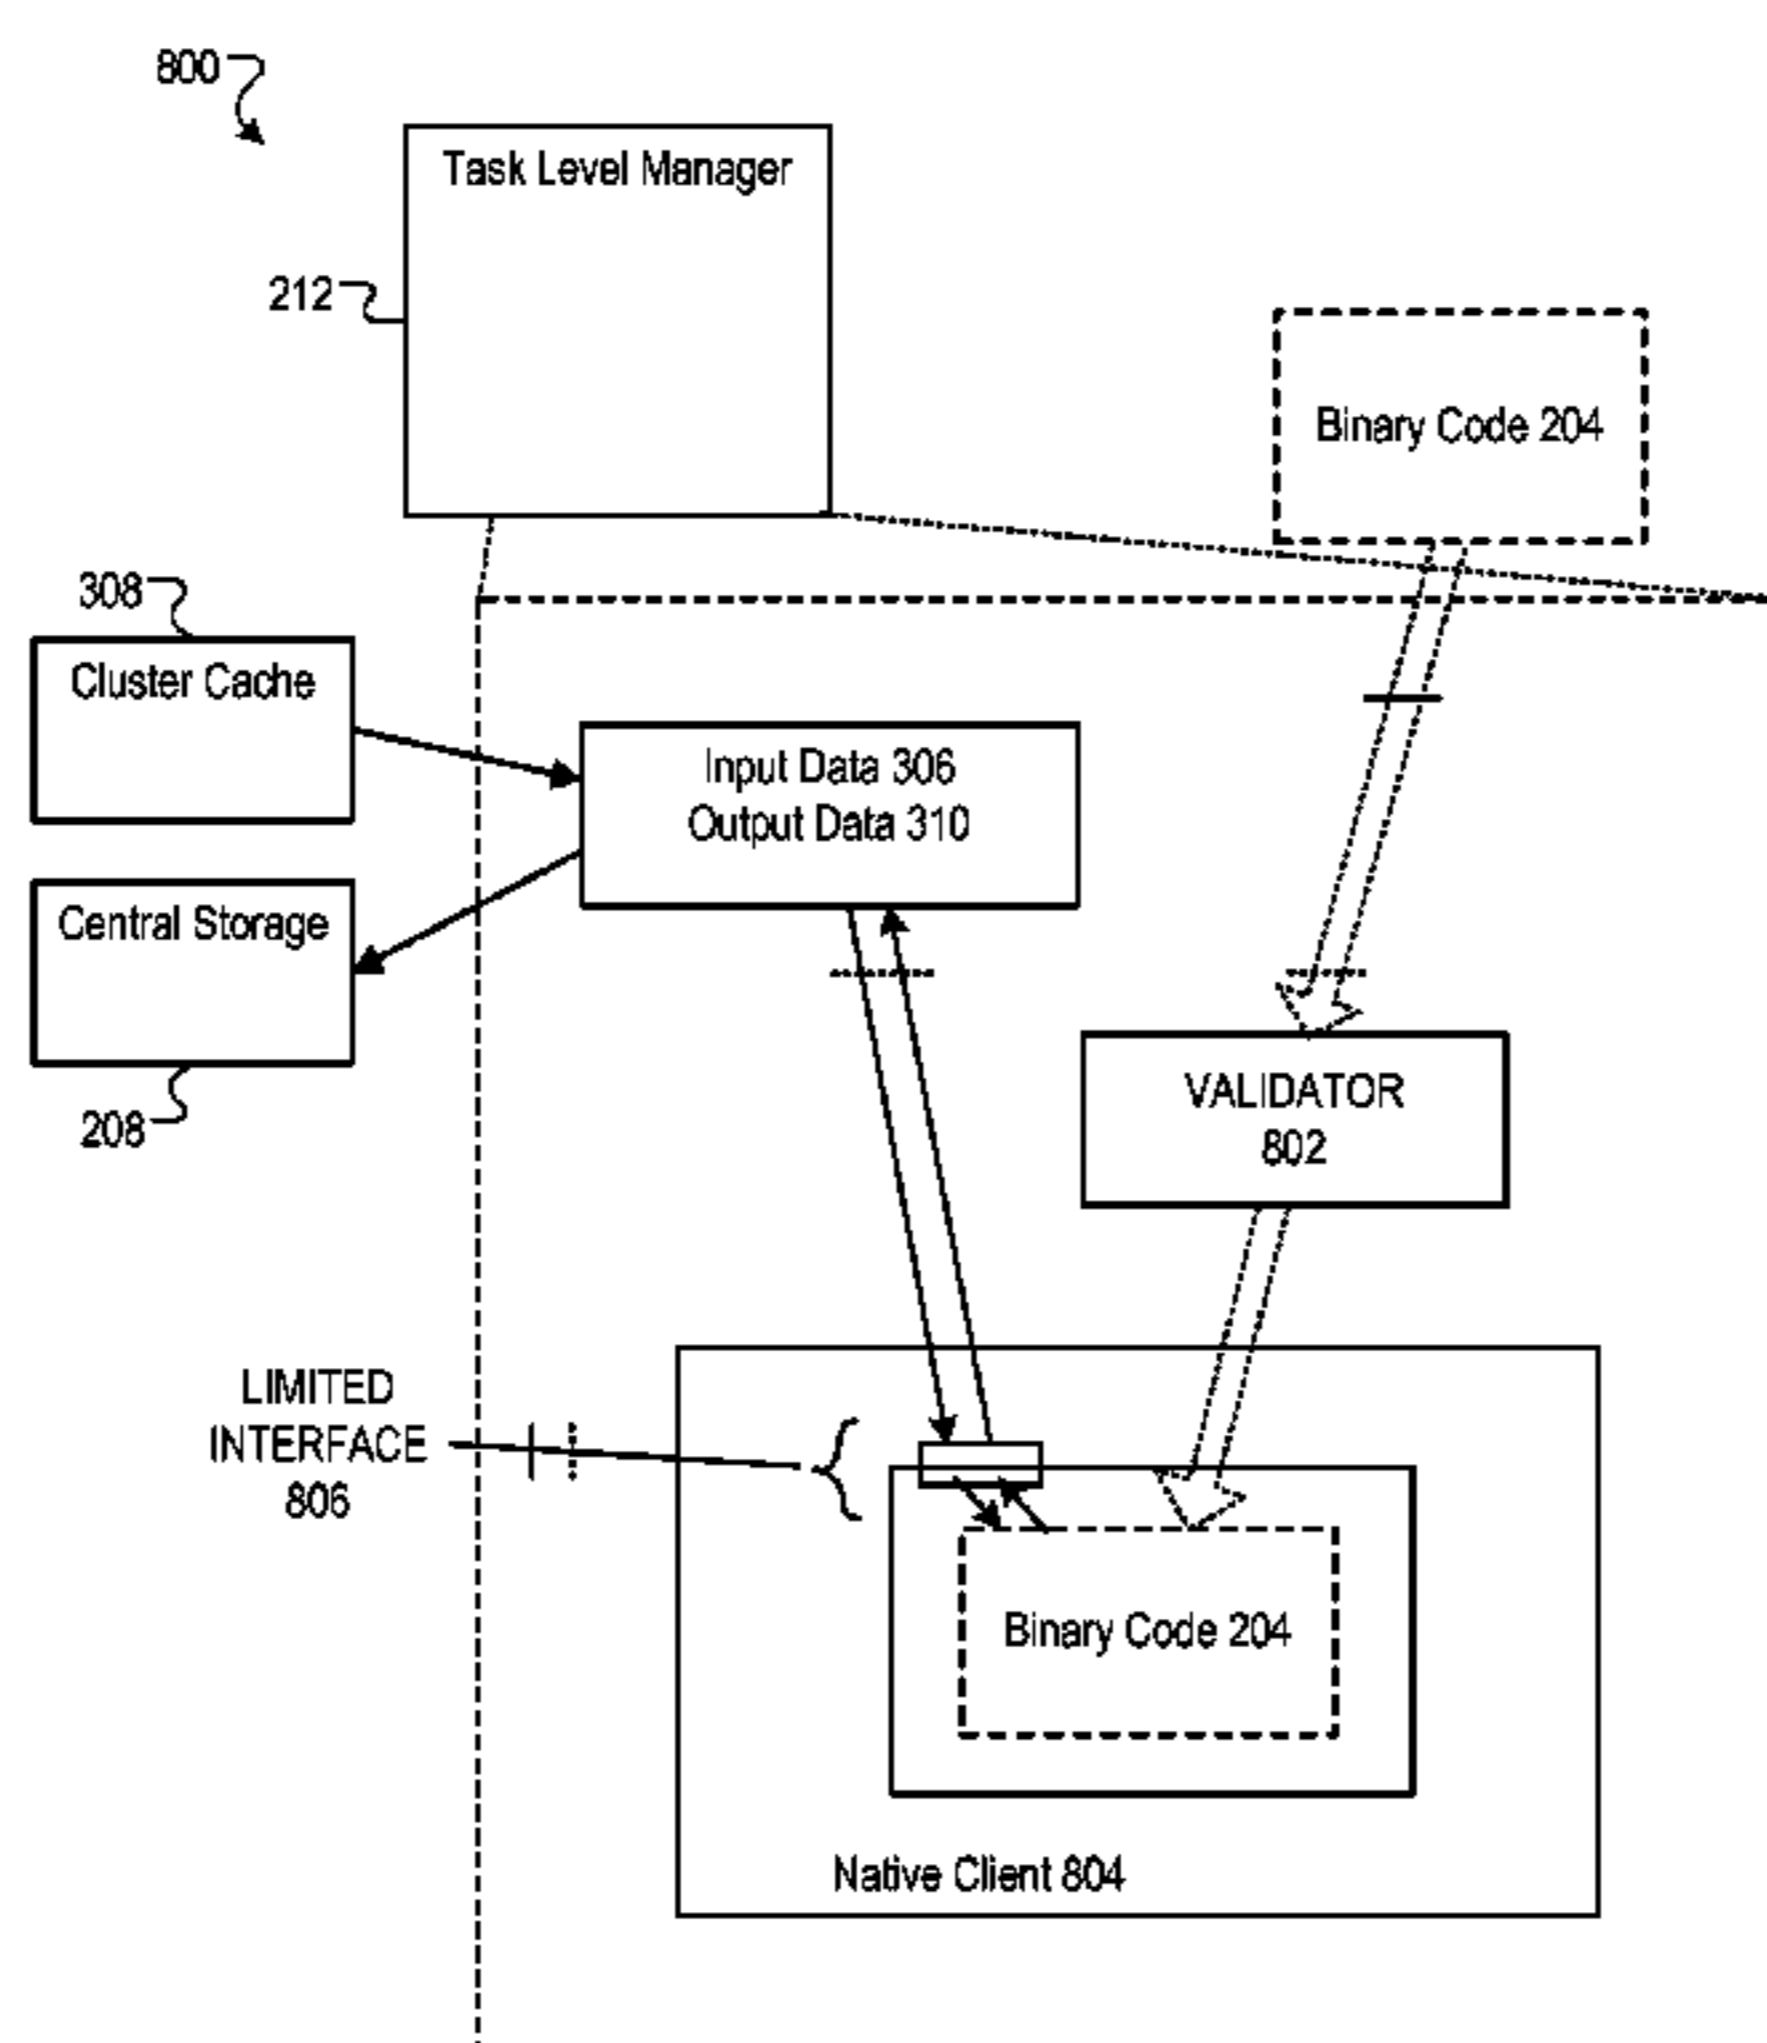 800
Task Level Manager
212
Binary Code 204
308
Cluster Cache
Input Data 306
Output Data 310
Central Storage
208
VALIDATOR
802
LIMITED
INTERFACE
806
Binary Code 204
Native Client 804